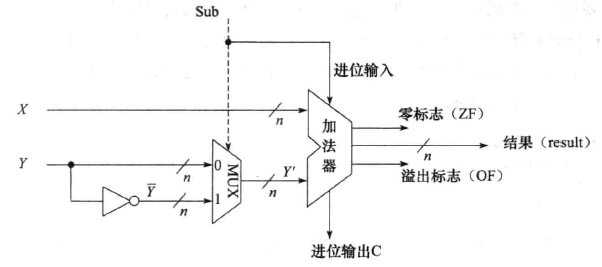 Sub
进位输入
X
n
加法器
零标志（ZF）
n
结果（result）
溢出标志（OF）
Y
n
0
MUX
n
Y′
Y̅
n
1
进位输出C